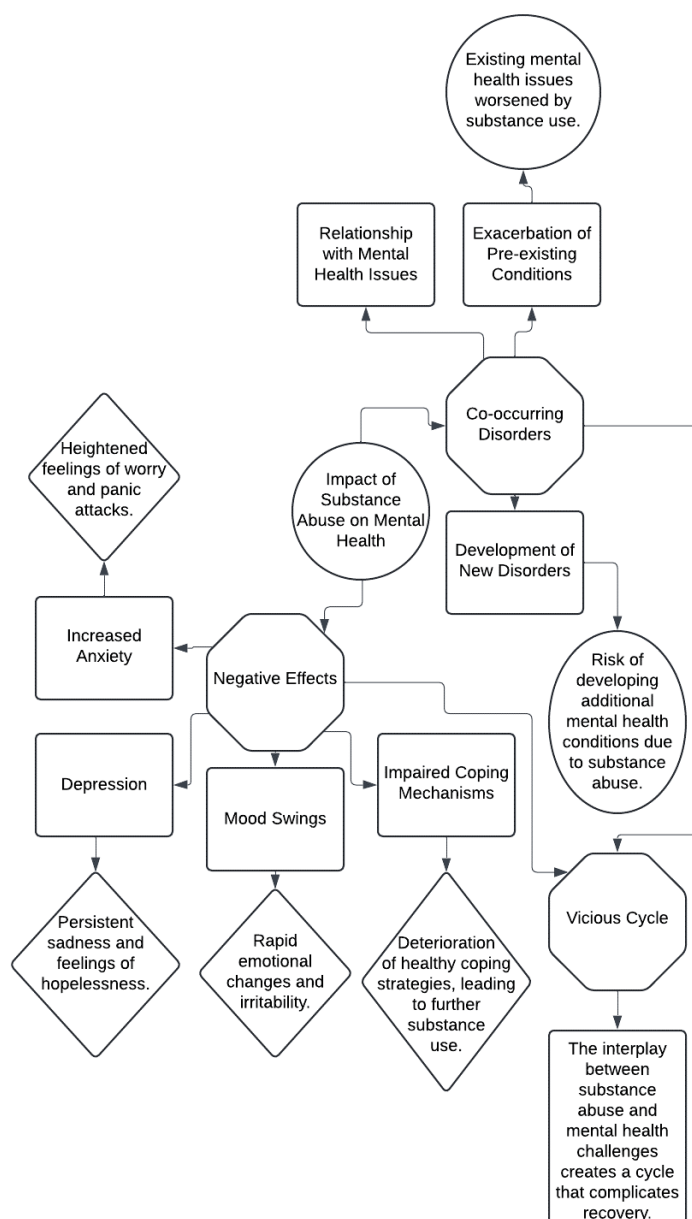 Existing mental
health issues
worsened by
substance use.
Relationship
with Mental
Health Issues
Exacerbation of
Pre-existing
Conditions
Co-occurring
Disorders
Heightened
feelings of worry
and panic
attacks.
Impact of
Substance
Abuse on Mental
Health
Development of
New Disorders
Increased
Anxiety
Negative Effects
Risk of
developing
additional
mental health
conditions due
to substance
abuse.
Depression
Mood Swings
Impaired Coping
Mechanisms
Vicious Cycle
Persistent
sadness and
feelings of
hopelessness.
Rapid
emotional
changes and
irritability.
Deterioration
of healthy coping
strategies, leading
to further
substance
use.
The interplay
between
substance
abuse and
mental health
challenges
creates a cycle
that complicates
recovery.